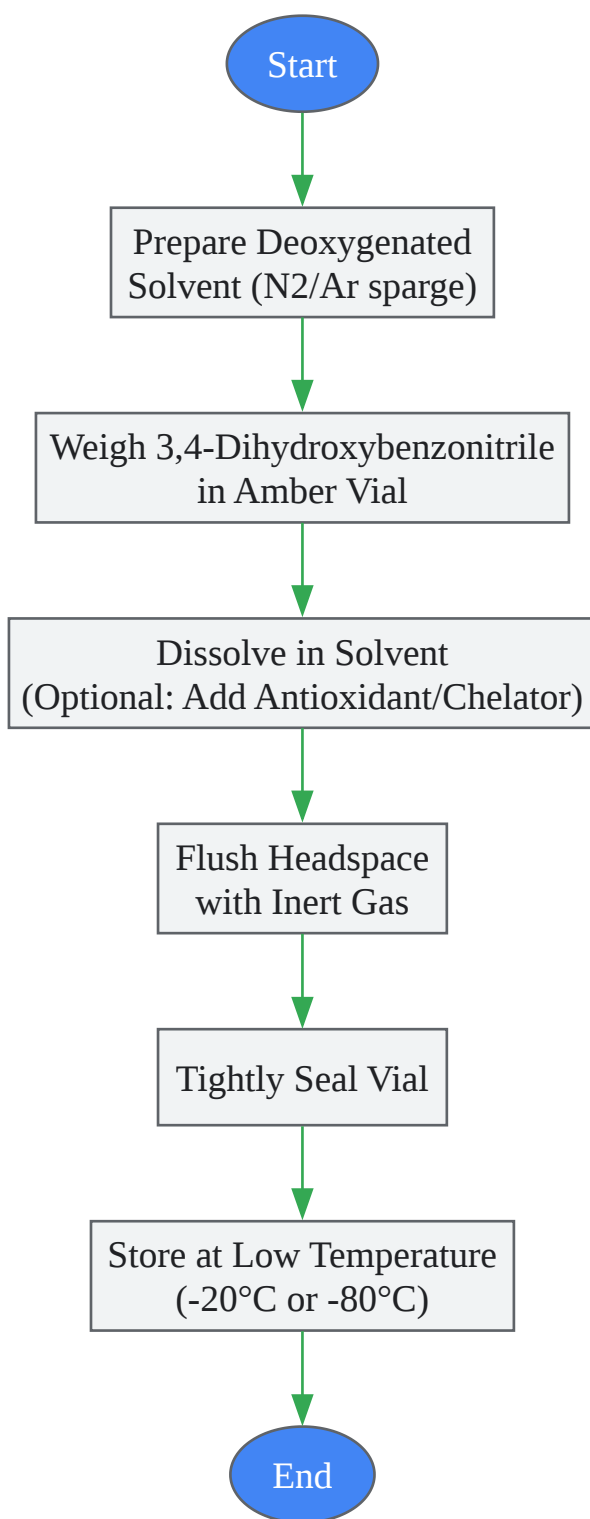 Start
Prepare Deoxygenated
Solvent (N2/Ar sparge)
Weigh 3,4-Dihydroxybenzonitrile
in Amber Vial
Dissolve in Solvent
(Optional: Add Antioxidant/Chelator)
Flush Headspace
with Inert Gas
Tightly Seal Vial
Store at Low Temperature
(-20°C or -80°C)
End